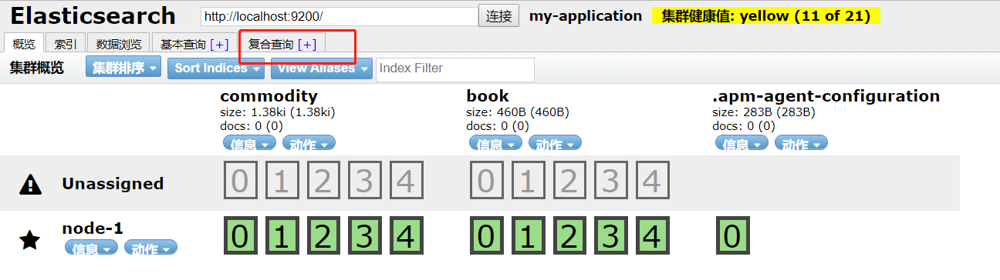 Elasticsearch http://localhost:9200/ 连接 my-application 集群健康值: yellow (11 of 21)
概览 索引 数据浏览 基本查询 [+] 复合查询 [+]
集群概览 集群排序 Sort Indices View Aliases Index Filter
commodity book .apm-agent-configuration
size: 1.38ki (1.38ki) size: 460B (460B) size: 283B (283B)
docs: 0 (0) docs: 0 (0) docs: 0 (0)
信息 动作 信息 动作 信息 动作
Unassigned 0 1 2 3 4 0 1 2 3 4
node-1 0 1 2 3 4 0 1 2 3 4 0
信息 动作